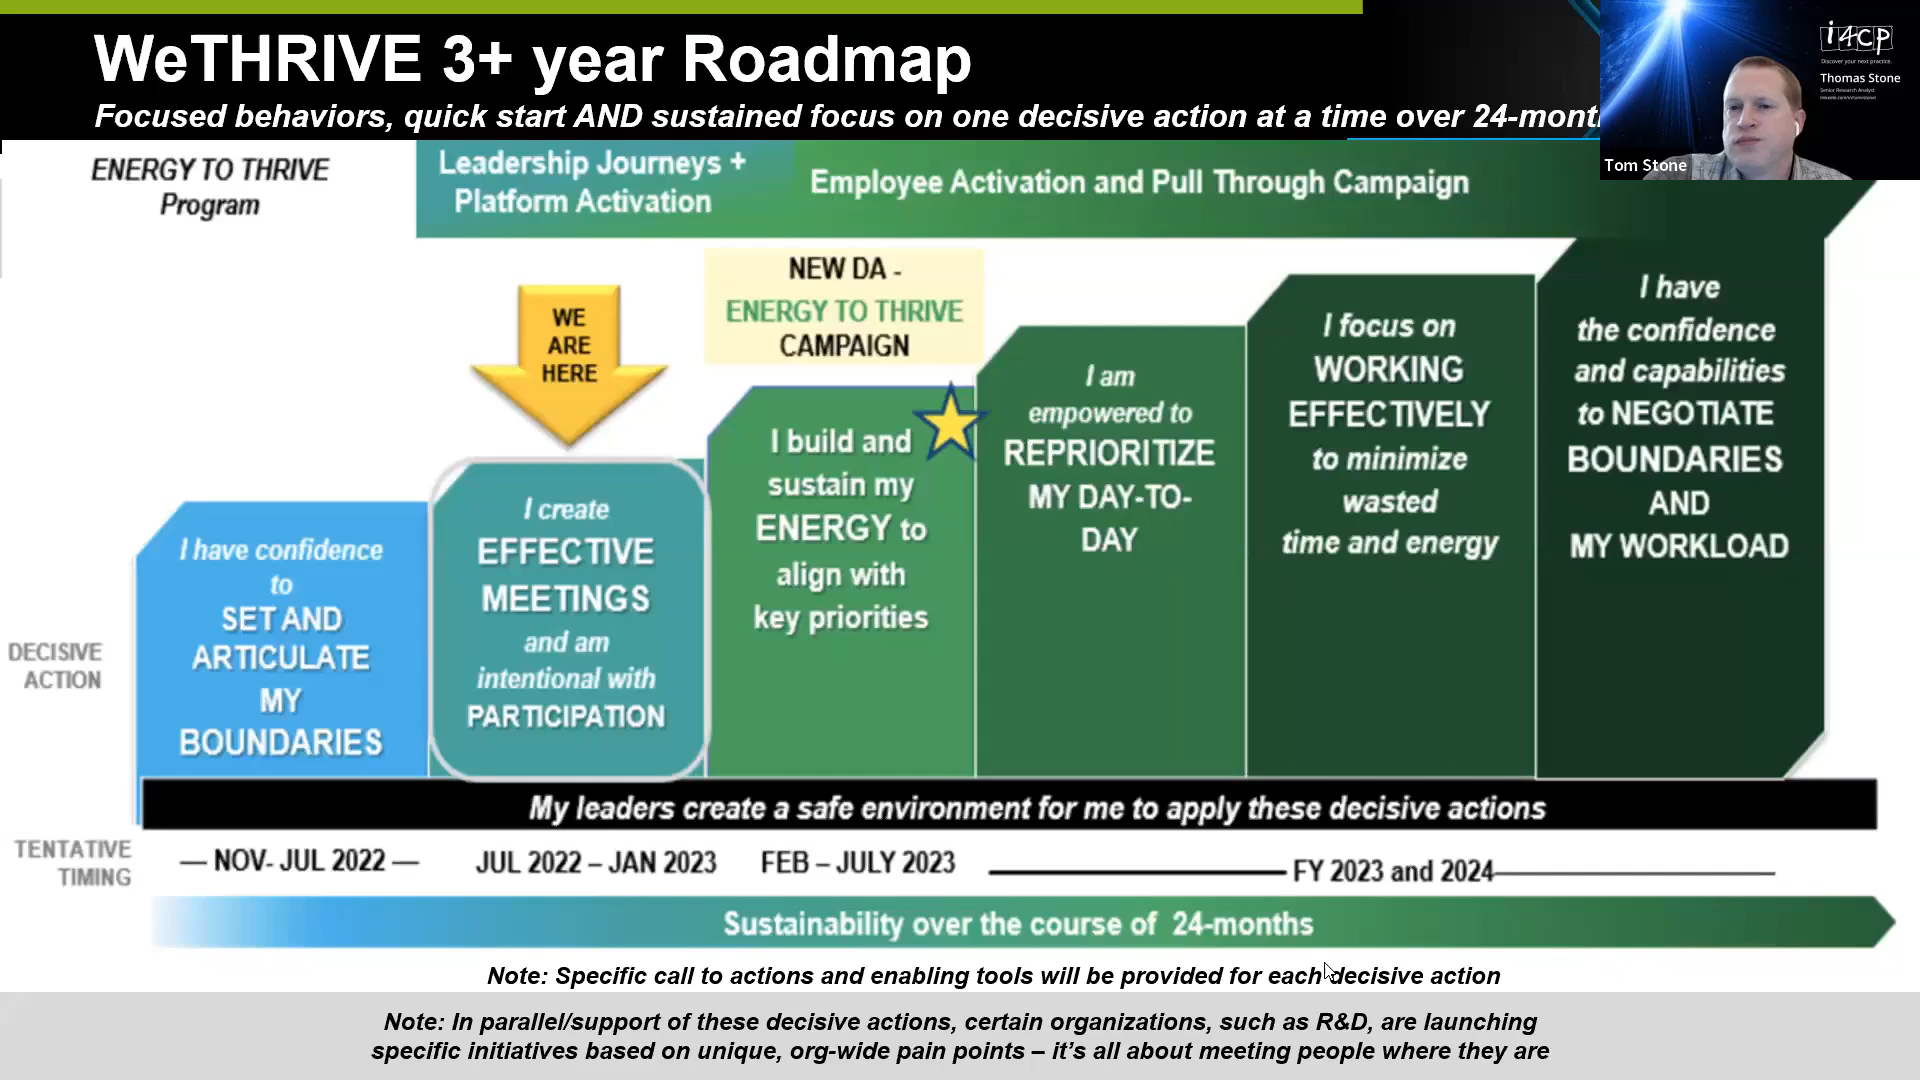 WeTHRIVE 3+ year Roadmap
Focused behaviors, quick start AND sustained focus on one decisive action at a time over 24-mont
i4cp
Discover your next practice.
Thomas Stone
Senior Research Analyst
Tom Stone
ENERGY TO THRIVE
Program
Leadership Journeys +
Platform Activation
Employee Activation and Pull Through Campaign
WE
ARE
HERE
NEW DA -
ENERGY TO THRIVE
CAMPAIGN
DECISIVE
ACTION
I have confidence
to
SET AND
ARTICULATE
MY
BOUNDARIES
I create
EFFECTIVE
MEETINGS
and am
intentional with
PARTICIPATION
I build and
sustain my
ENERGY to
align with
key priorities
I am
empowered to
REPRIORITIZE
MY DAY-TO-
DAY
I focus on
WORKING
EFFECTIVELY
to minimize
wasted
time and energy
I have
the confidence
and capabilities
to NEGOTIATE
BOUNDARIES
AND
MY WORKLOAD
My leaders create a safe environment for me to apply these decisive actions
TENTATIVE
TIMING
— NOV- JUL 2022 —
JUL 2022 – JAN 2023
FEB – JULY 2023
FY 2023 and 2024
Sustainability over the course of 24-months
Note: Specific call to actions and enabling tools will be provided for each decisive action
Note: In parallel/support of these decisive actions, certain organizations, such as R&D, are launching
specific initiatives based on unique, org-wide pain points – it's all about meeting people where they are